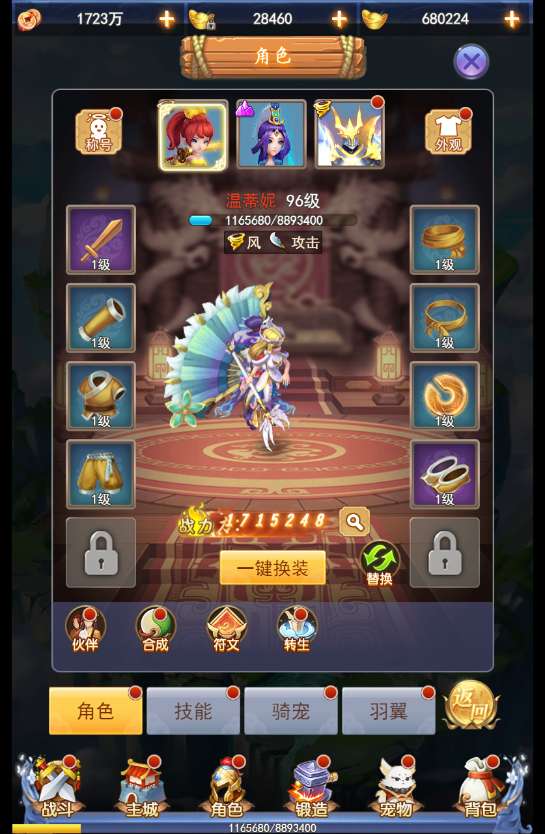 1723万 28460 680224
角色
称号 外观
温蒂妮 96级
1165680/8893400
风 攻击
1级 1级
1级 1级
1级 1级
1级 1级
战力 1715248
一键换装
替换
伙伴 合成 符文 转生
角色 技能 骑宠 羽翼 返回
战斗 主城 角色 锻造 宠物 背包
1165680/8893400